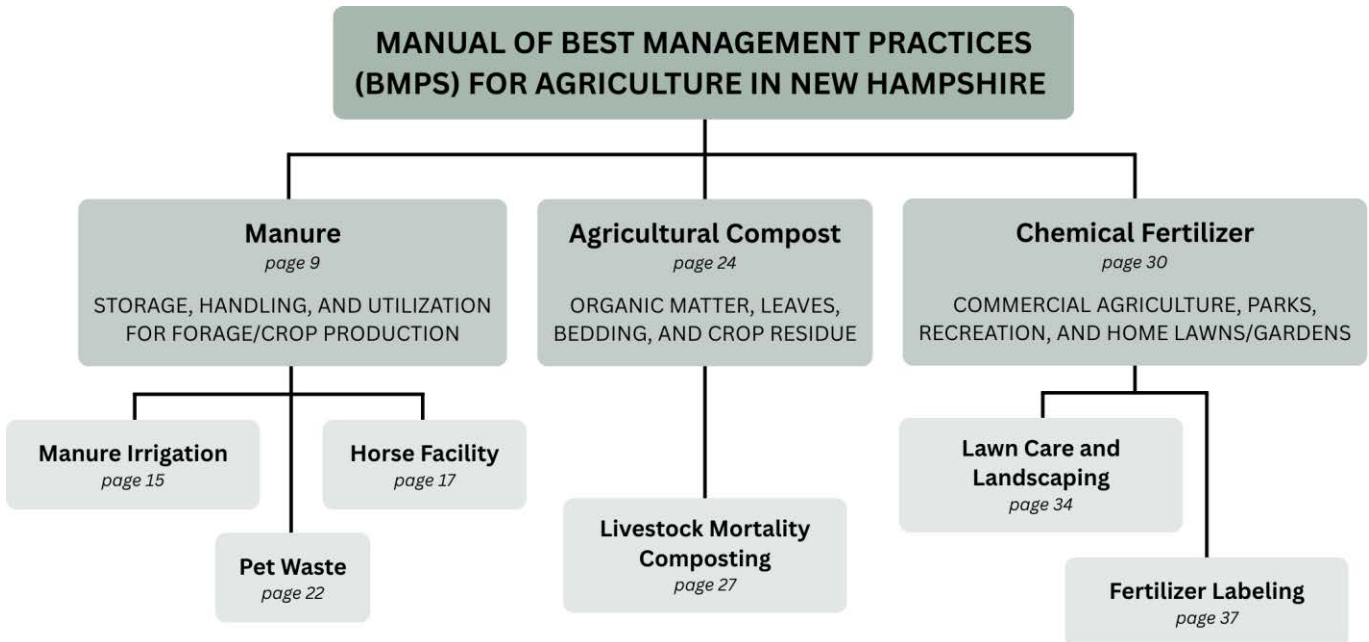 MANUAL OF BEST MANAGEMENT PRACTICES
(BMPS) FOR AGRICULTURE IN NEW HAMPSHIRE
Manure
page 9
STORAGE, HANDLING, AND UTILIZATION
FOR FORAGE/CROP PRODUCTION
Agricultural Compost
page 24
ORGANIC MATTER, LEAVES,
BEDDING, AND CROP RESIDUE
Chemical Fertilizer
page 30
COMMERCIAL AGRICULTURE, PARKS,
RECREATION, AND HOME LAWNS/GARDENS
Manure Irrigation
page 15
Horse Facility
page 17
Pet Waste
page 22
Livestock Mortality
Composting
page 27
Lawn Care and
Landscaping
page 34
Fertilizer Labeling
page 37